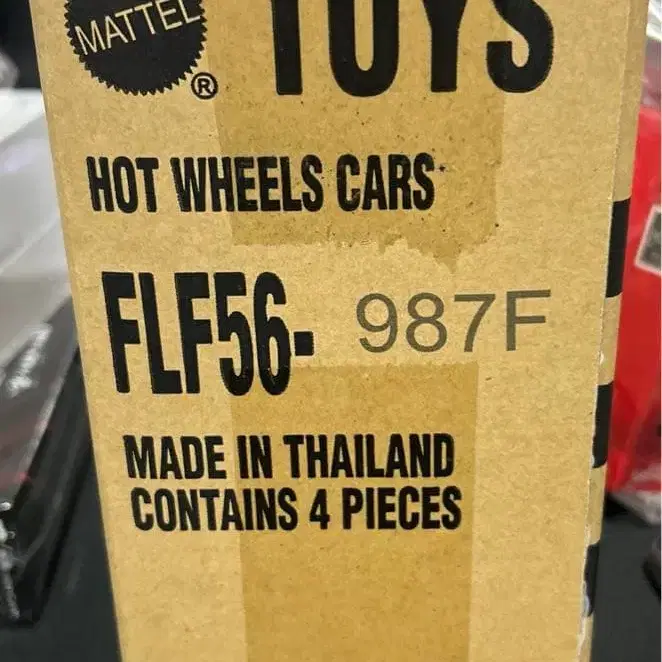 MATTEL
® TOYS
HOT WHEELS CARS
FLF56- 987F
MADE IN THAILAND
CONTAINS 4 PIECES